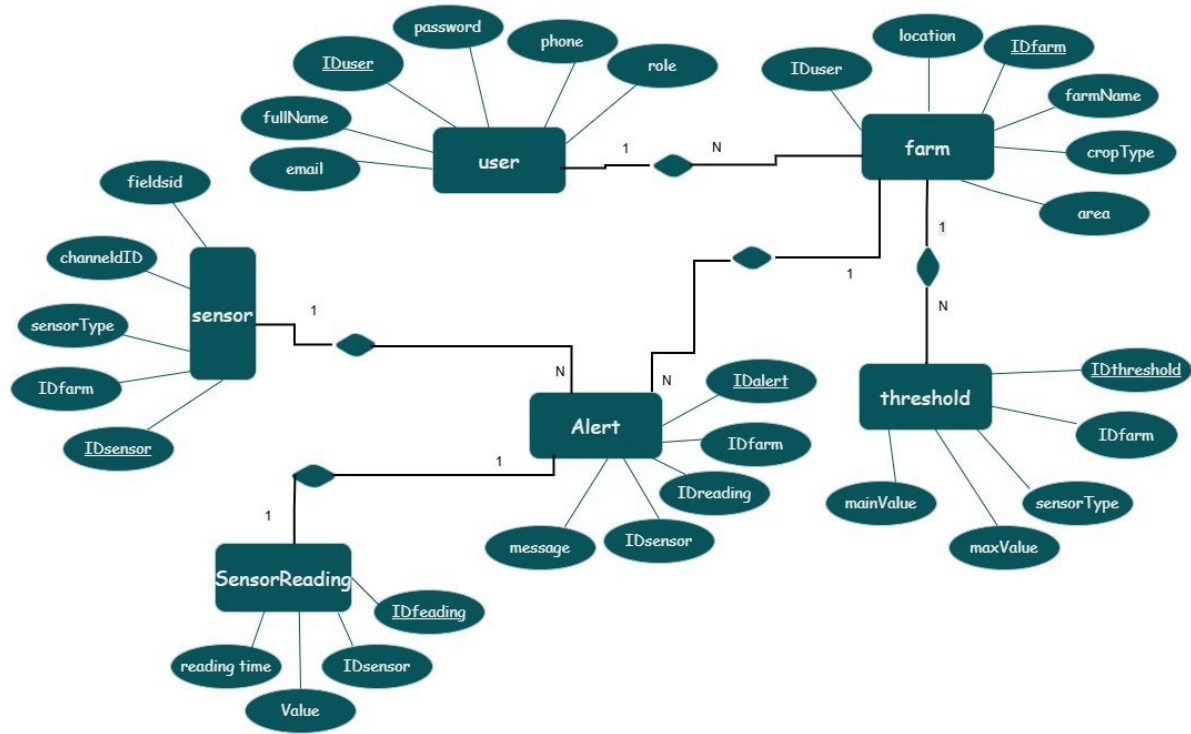 password
phone
IDuser
role
fullName
email
user
1
N
location
IDfarm
IDuser
farmName
farm
cropType
area
fieldsid
channeldID
sensor
sensorType
IDfarm
IDsensor
1
N
1
N
1
N
threshold
IDthreshold
IDfarm
sensorType
maxValue
mainValue
Alert
IDalert
IDfarm
IDreading
IDsensor
message
1
1
SensorReading
IDfeading
IDsensor
Value
reading time